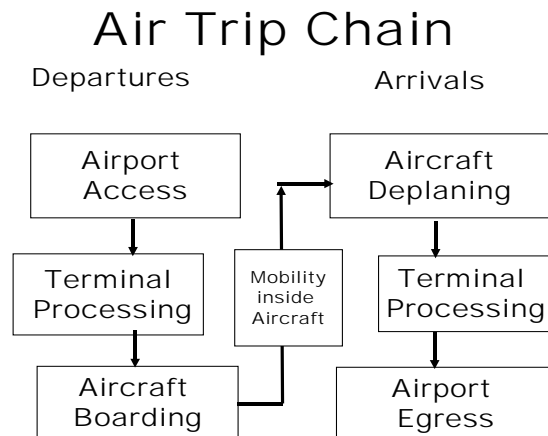 Air Trip Chain
Departures
Arrivals
Airport
Access
Terminal
Processing
Aircraft
Boarding
Mobility
inside
Aircraft
Aircraft
Deplaning
Terminal
Processing
Airport
Egress